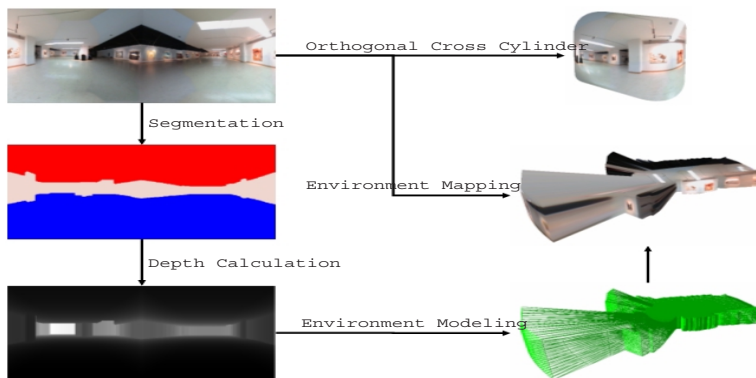 Orthogonal Cross Cylinder
Segmentation
Environment Mapping
Depth Calculation
Environment Modeling